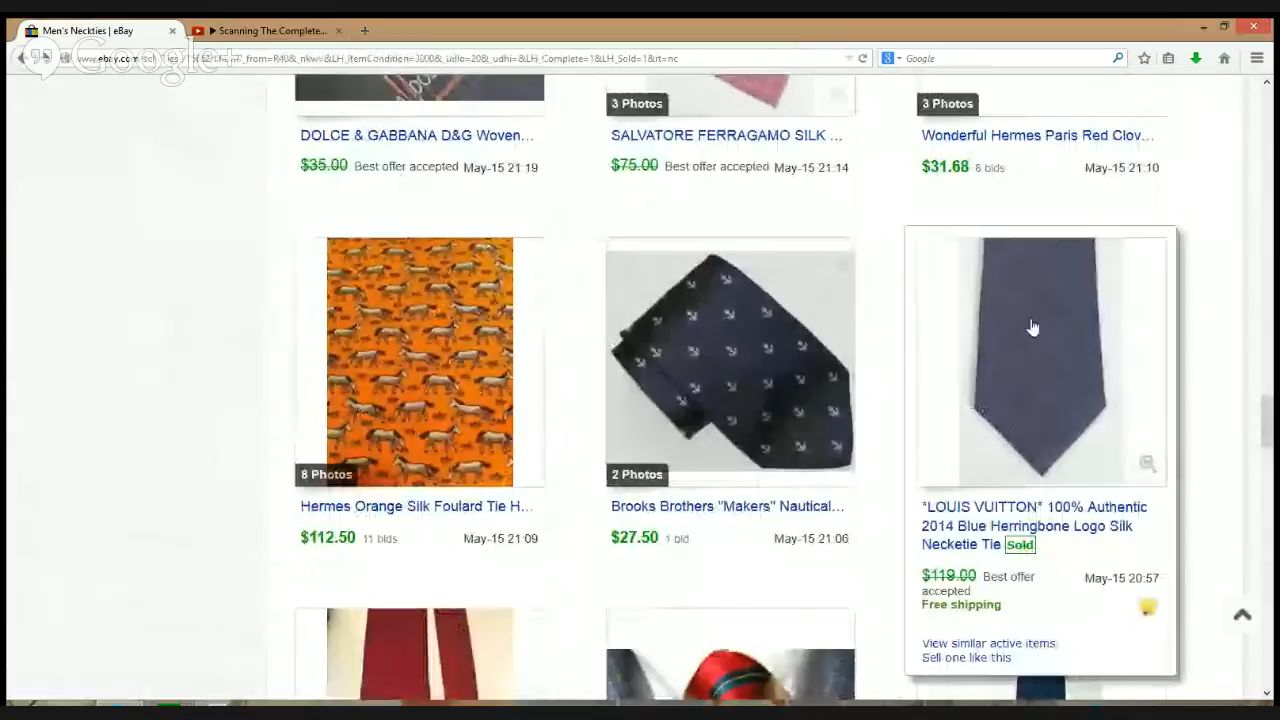 Men's Neckties | eBay
Scanning The Complete...
Google+
Google
3 Photos
3 Photos
DOLCE & GABBANA D&G Woven...
SALVATORE FERRAGAMO SILK ...
Wonderful Hermes Paris Red Clov...
$35.00 Best offer accepted May-15 21:19
$75.00 Best offer accepted May-15 21:14
$31.68 8 bids May-15 21:10
8 Photos
2 Photos
Hermes Orange Silk Foulard Tie H...
$112.50 11 bids May-15 21:09
Brooks Brothers "Makers" Nautical...
$27.50 1 bid May-15 21:06
*LOUIS VUITTON* 100% Authentic
2014 Blue Herringbone Logo Silk
Necketie Tie Sold
$119.00 Best offer May-15 20:57
accepted
Free shipping
View similar active items
Sell one like this